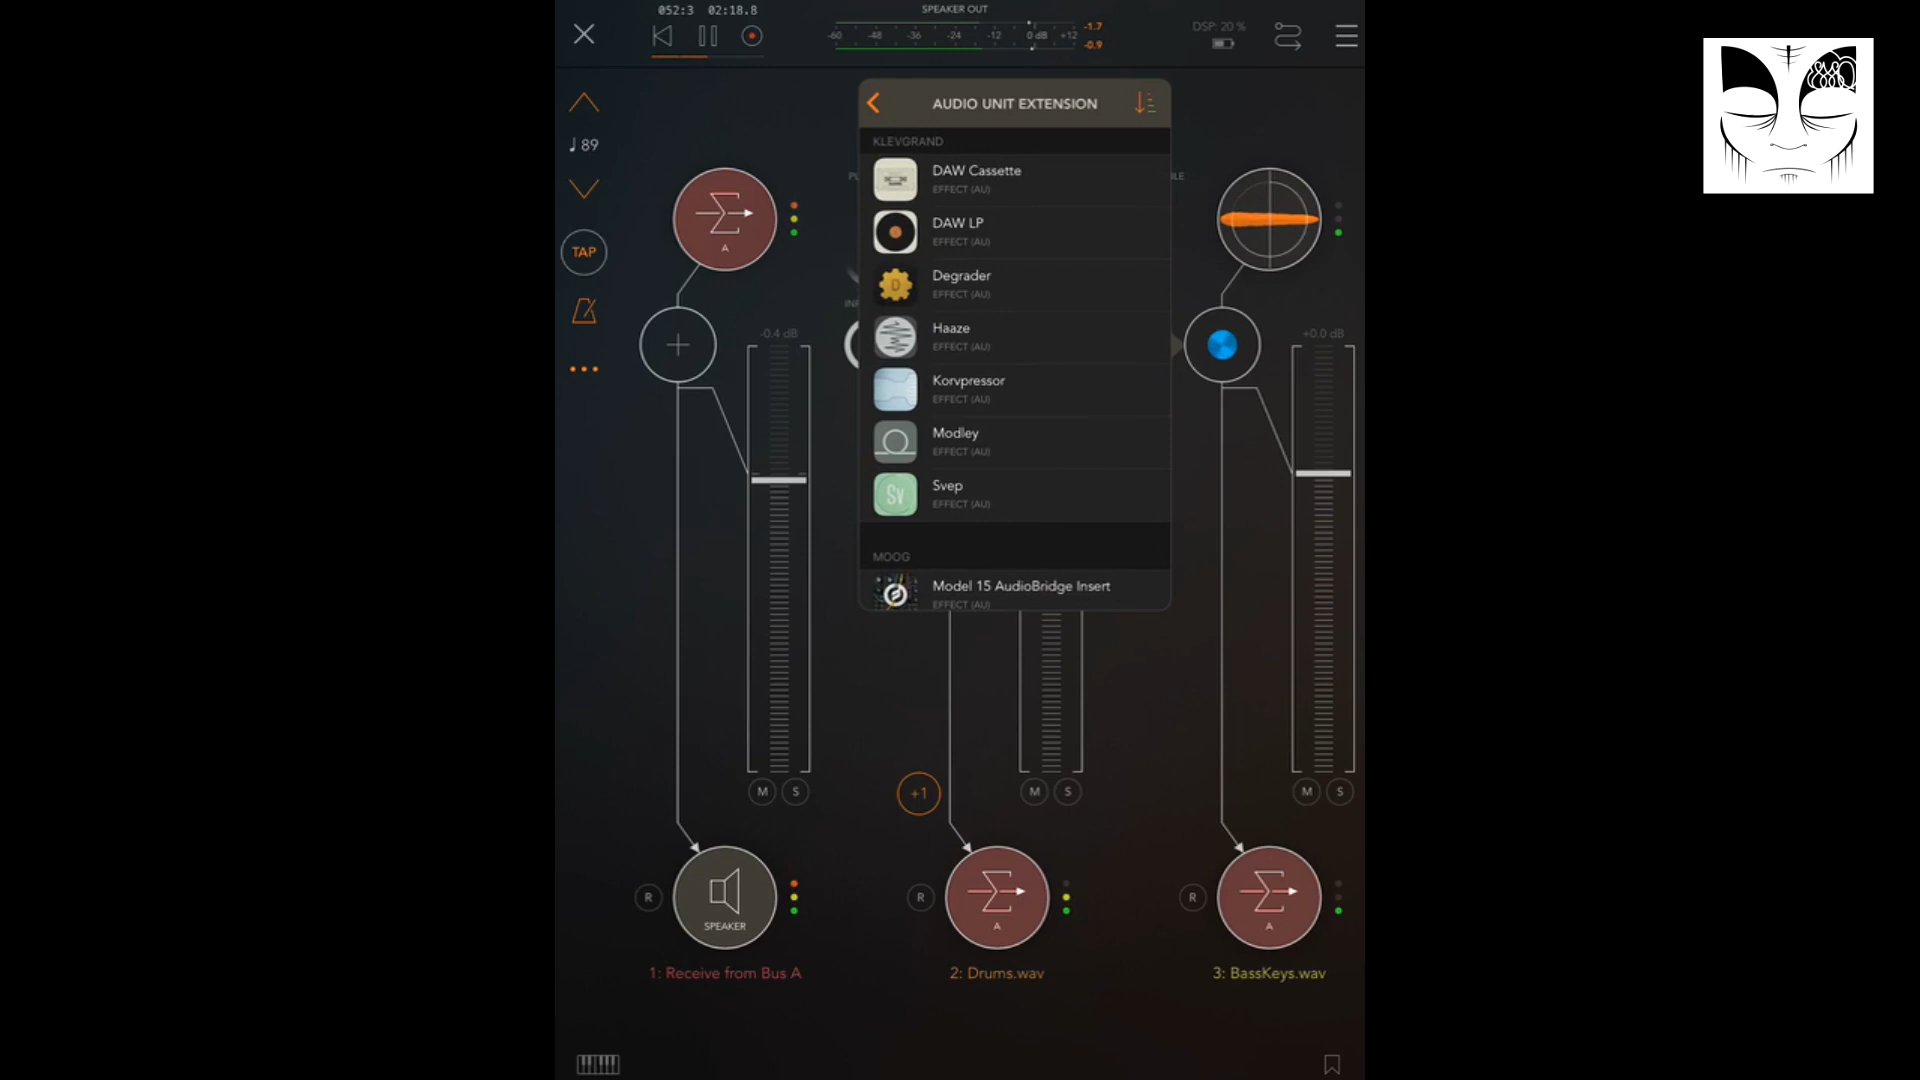 052:3 02:18.8
SPEAKER OUT
-60 -48 -36 -24 -12 0 dB +12
-1.7
-0.9
DSP: 20 %
♩ 89
TAP
AUDIO UNIT EXTENSION
KLEVGRAND
DAW Cassette
EFFECT (AU)
DAW LP
EFFECT (AU)
D
Degrader
EFFECT (AU)
Haaze
EFFECT (AU)
Korvpressor
EFFECT (AU)
Modley
EFFECT (AU)
Sv
Svep
EFFECT (AU)
MOOG
Model 15 AudioBridge Insert
EFFECT (AU)
A
-0.4 dB
+0.0 dB
M S
+1
M S
M S
R
SPEAKER
R
A
R
A
1: Receive from Bus A
2: Drums.wav
3: BassKeys.wav